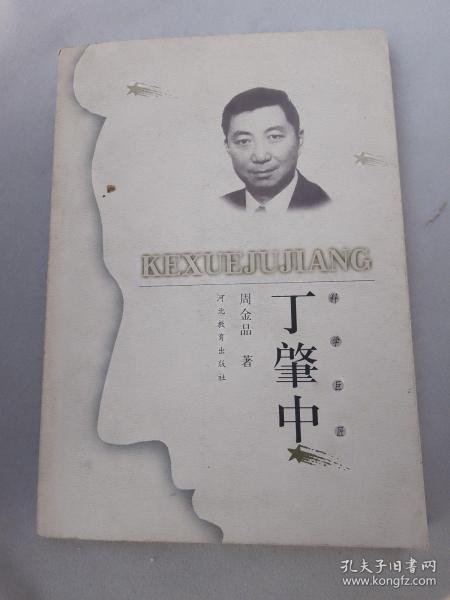 KEXUEJUJIANG
科学巨匠
丁肇中
周金品 著
河北教育出版社
孔夫子旧书网
www.kongfz.com